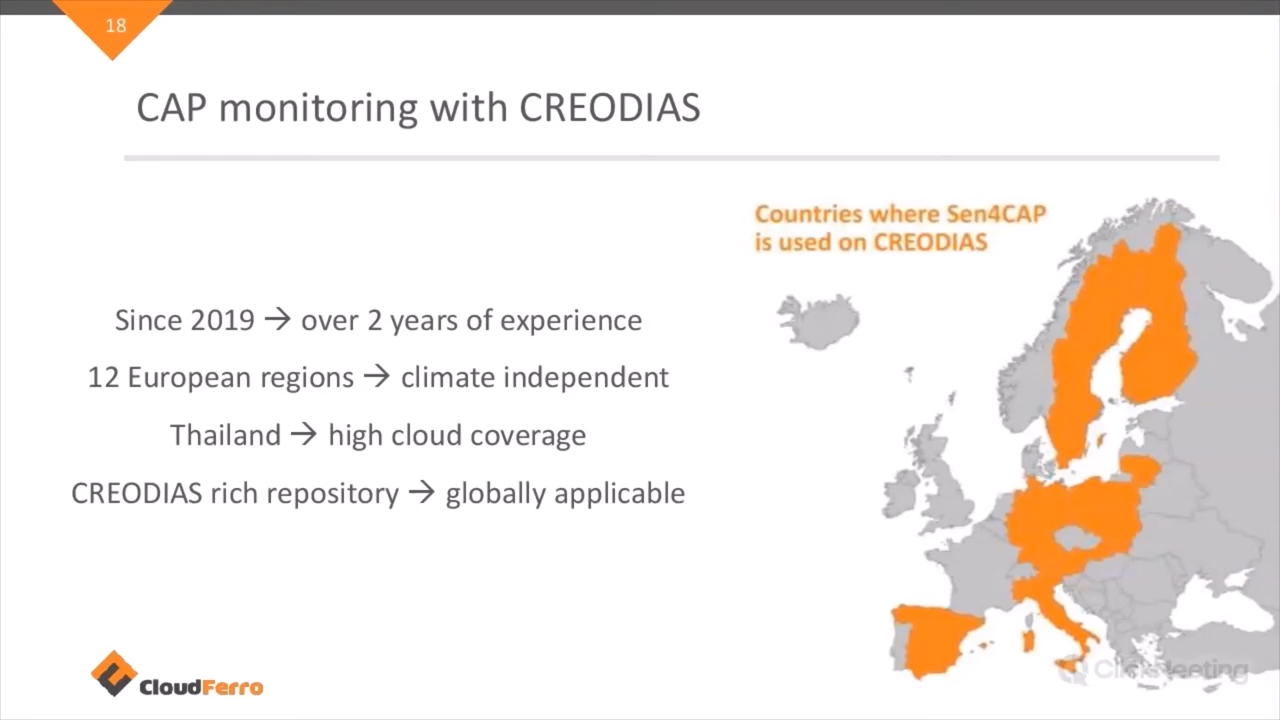 18
CAP monitoring with CREODIAS
Countries where Sen4CAP
is used on CREODIAS
Since 2019 → over 2 years of experience
12 European regions → climate independent
Thailand → high cloud coverage
CREODIAS rich repository → globally applicable
CloudFerro
ClickMeeting